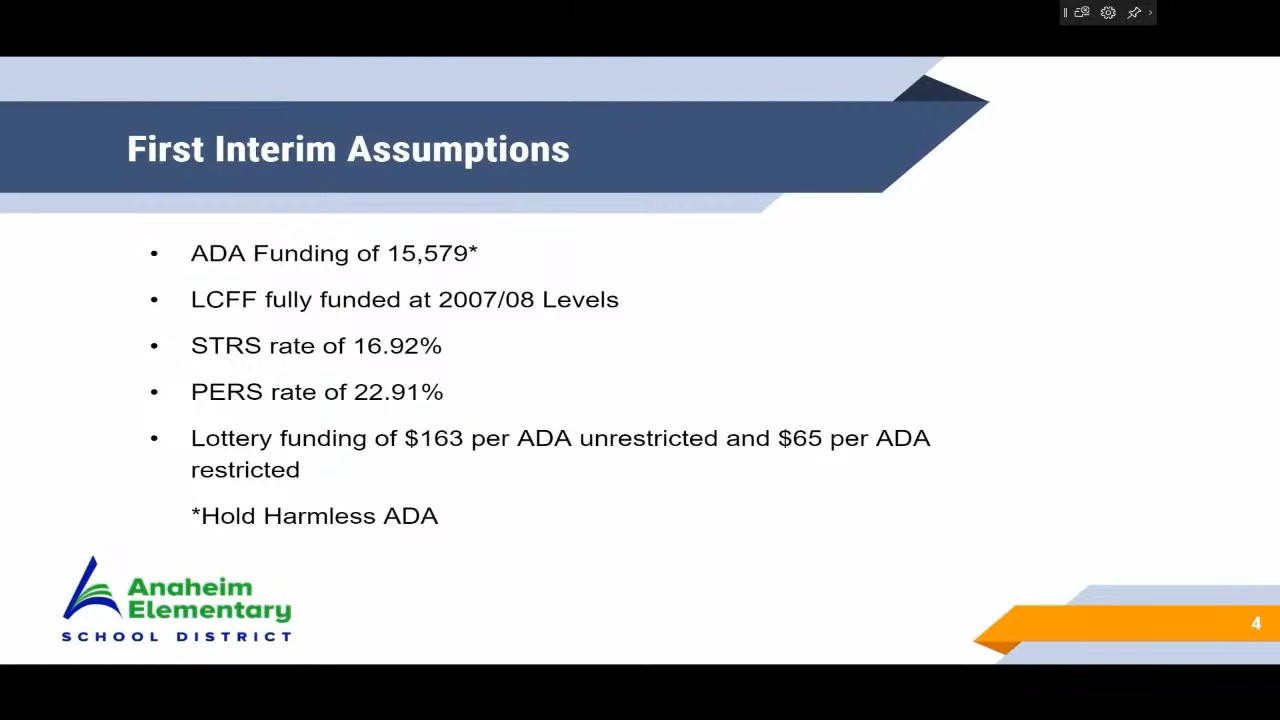 First Interim Assumptions
• ADA Funding of 15,579*
• LCFF fully funded at 2007/08 Levels
• STRS rate of 16.92%
• PERS rate of 22.91%
• Lottery funding of $163 per ADA unrestricted and $65 per ADA
restricted
*Hold Harmless ADA
Anaheim
Elementary
SCHOOL DISTRICT
4